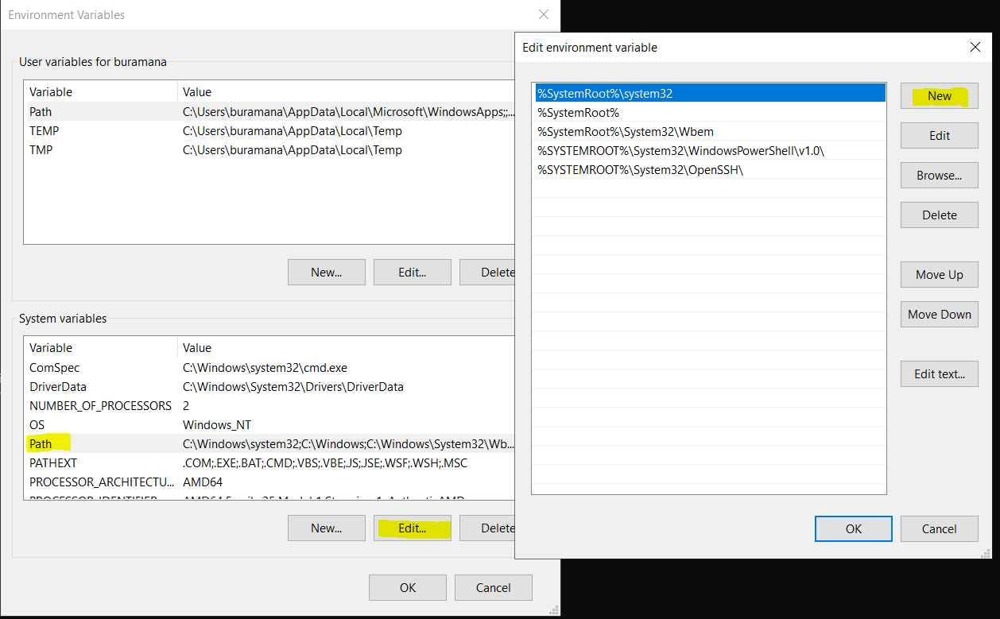 Environment Variables
User variables for buramana
Variable Value
Path C:\Users\buramana\AppData\Local\Microsoft\WindowsApps;;...
TEMP C:\Users\buramana\AppData\Local\Temp
TMP C:\Users\buramana\AppData\Local\Temp
New... Edit... Delete
System variables
Variable Value
ComSpec C:\Windows\system32\cmd.exe
DriverData C:\Windows\System32\Drivers\DriverData
NUMBER_OF_PROCESSORS 2
OS Windows_NT
Path C:\Windows\system32;C:\Windows;C:\Windows\System32\Wb...
PATHEXT .COM;.EXE;.BAT;.CMD;.VBS;.VBE;.JS;.JSE;.WSF;.WSH;.MSC
PROCESSOR_ARCHITECTU... AMD64
New... Edit... Delete
OK Cancel
Edit environment variable
%SystemRoot%\system32
%SystemRoot%
%SystemRoot%\System32\Wbem
%SYSTEMROOT%\System32\WindowsPowerShell\v1.0\
%SYSTEMROOT%\System32\OpenSSH\
New
Edit
Browse...
Delete
Move Up
Move Down
Edit text...
OK Cancel